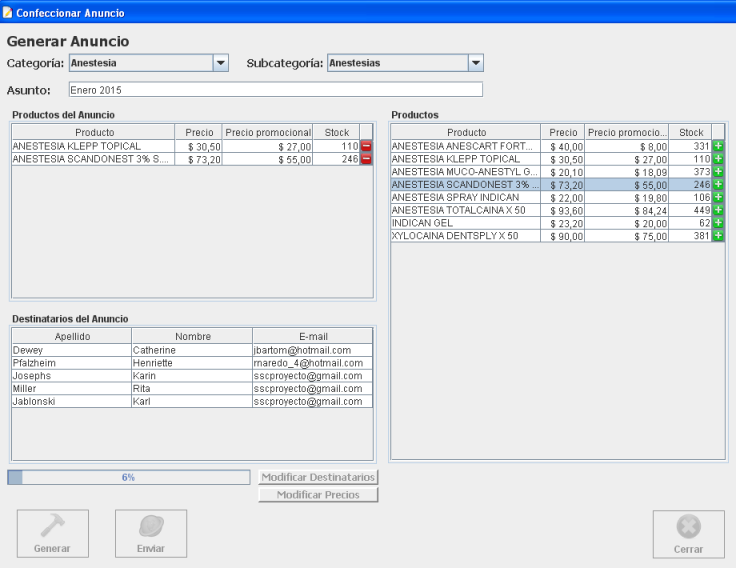 Confeccionar Anuncio
Generar Anuncio
Categoría: Anestesia Subcategoría: Anestesias
Asunto: Enero 2015
Productos del Anuncio
Producto Precio Precio promocional Stock
ANESTESIA KLEPP TOPICAL $ 30,50 $ 27,00 110
ANESTESIA SCANDONEST 3% S... $ 73,20 $ 55,00 246
Productos
Producto Precio Precio promocio... Stock
ANESTESIA ANESCART FORT... $ 40,00 $ 8,00 331
ANESTESIA KLEPP TOPICAL $ 30,50 $ 27,00 110
ANESTESIA MUCO-ANESTYL G... $ 20,10 $ 18,09 373
ANESTESIA SCANDONEST 3% ... $ 73,20 $ 55,00 246
ANESTESIA SPRAY INDICAN $ 22,00 $ 19,80 106
ANESTESIA TOTALCAINA X 50 $ 93,60 $ 84,24 449
INDICAN GEL $ 23,20 $ 20,00 62
XYLOCAINA DENTSPLY X 50 $ 90,00 $ 75,00 381
Destinatarios del Anuncio
Apellido Nombre E-mail
Dewey Catherine jbartom@hotmail.com
Pfalzheim Henriette rnaredo_4@hotmail.com
Josephs Karin sscproyecto@gmail.com
Miller Rita sscproyecto@gmail.com
Jablonski Karl sscproyecto@gmail.com
6% Modificar Destinatarios
Modificar Precios
Generar Enviar Cerrar